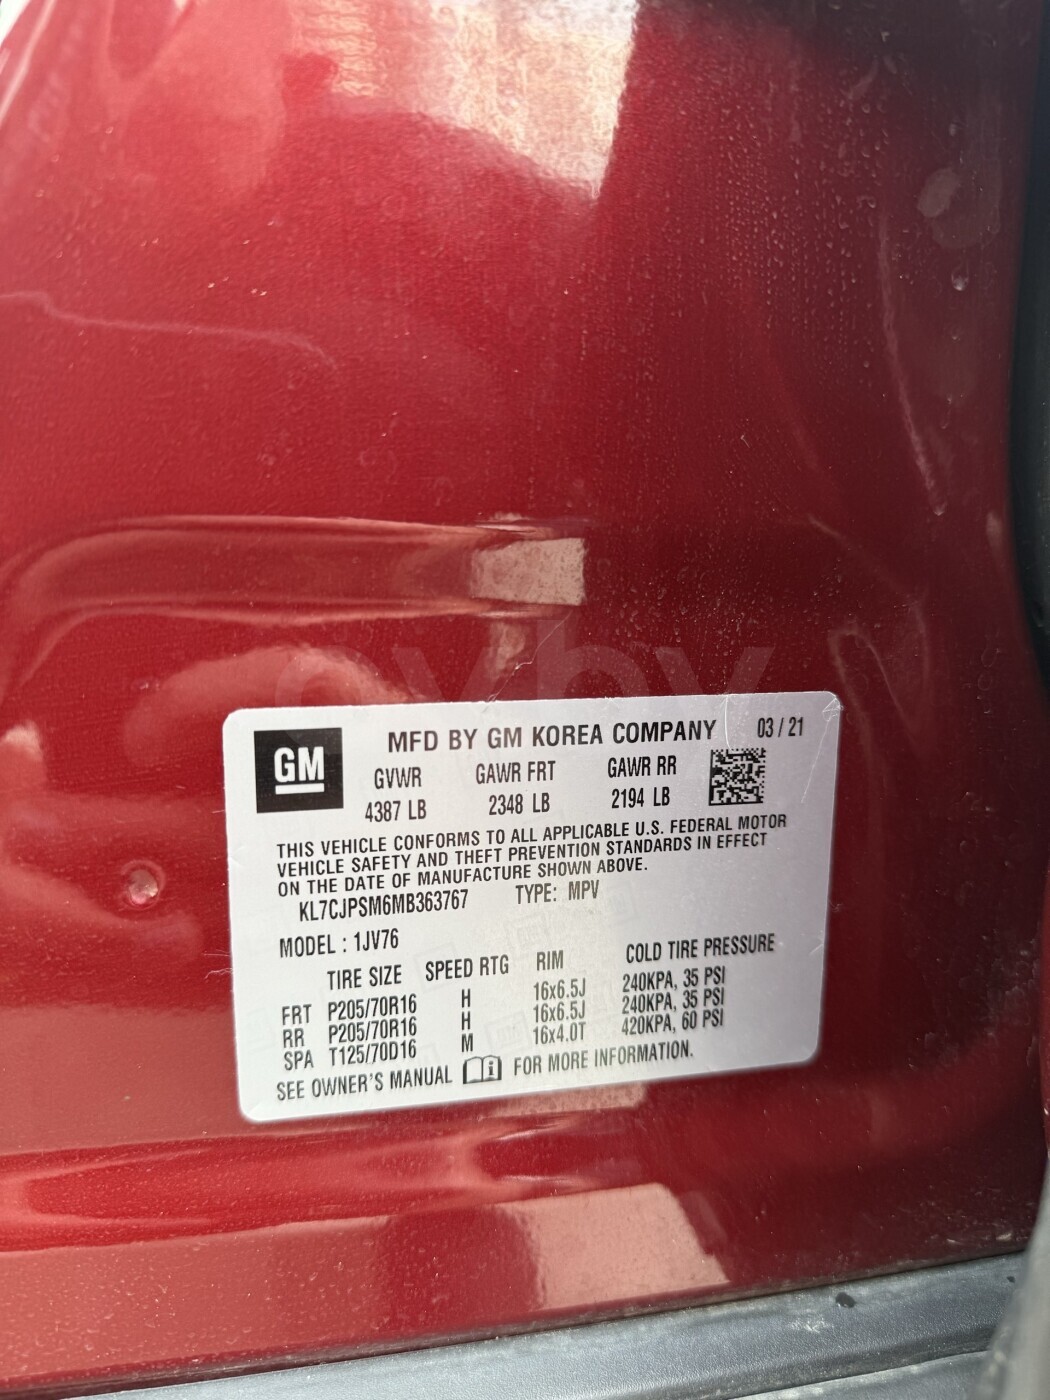 GM
MFD BY GM KOREA COMPANY 03 / 21
GVWR GAWR FRT GAWR RR
4387 LB 2348 LB 2194 LB
THIS VEHICLE CONFORMS TO ALL APPLICABLE U.S. FEDERAL MOTOR
VEHICLE SAFETY AND THEFT PREVENTION STANDARDS IN EFFECT
ON THE DATE OF MANUFACTURE SHOWN ABOVE.
KL7CJPSM6MB363767 TYPE: MPV
MODEL : 1JV76
TIRE SIZE SPEED RTG RIM COLD TIRE PRESSURE
FRT P205/70R16 H 16x6.5J 240KPA, 35 PSI
RR P205/70R16 H 16x6.5J 240KPA, 35 PSI
SPA T125/70D16 M 16x4.0T 420KPA, 60 PSI
SEE OWNER'S MANUAL FOR MORE INFORMATION.